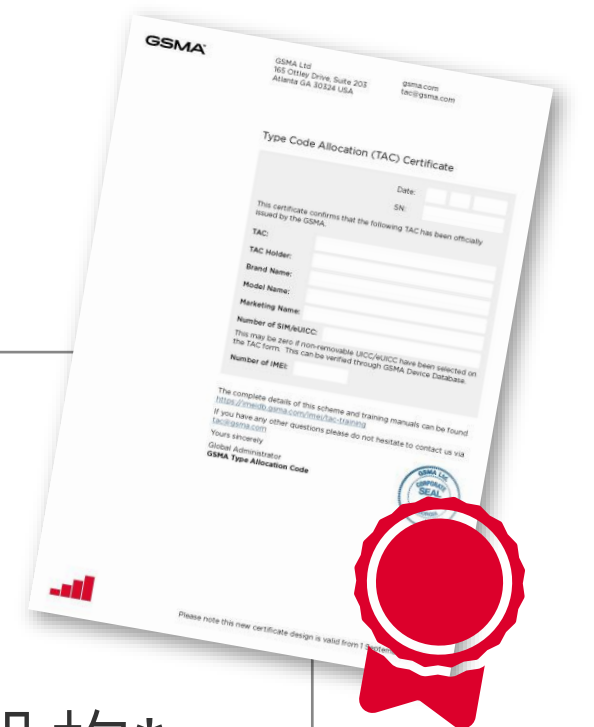 GSMA
GSMA Ltd
165 Ottley Drive, Suite 203
Atlanta GA 30324 USA
gsma.com
tac@gsma.com
Type Code Allocation (TAC) Certificate
Date:
SN:
This certificate confirms that the following TAC has been officially
issued by the GSMA.
TAC:
TAC Holder:
Brand Name:
Model Name:
Marketing Name:
Number of SIM/eUICC:
This may be zero if non-removable UICC/eUICC have been selected on
the TAC form. This can be verified through GSMA Device Database.
Number of IMEI:
The complete details of this scheme and training manuals can be found
https://imeidb.gsma.com/imei/tac-training
If you have any other questions please do not hesitate to contact us via
tac@gsma.com
Yours sincerely
Global Administrator
GSMA Type Allocation Code
GSMA Ltd.
CORPORATE
SEAL
Please note this new certificate design is valid from 1